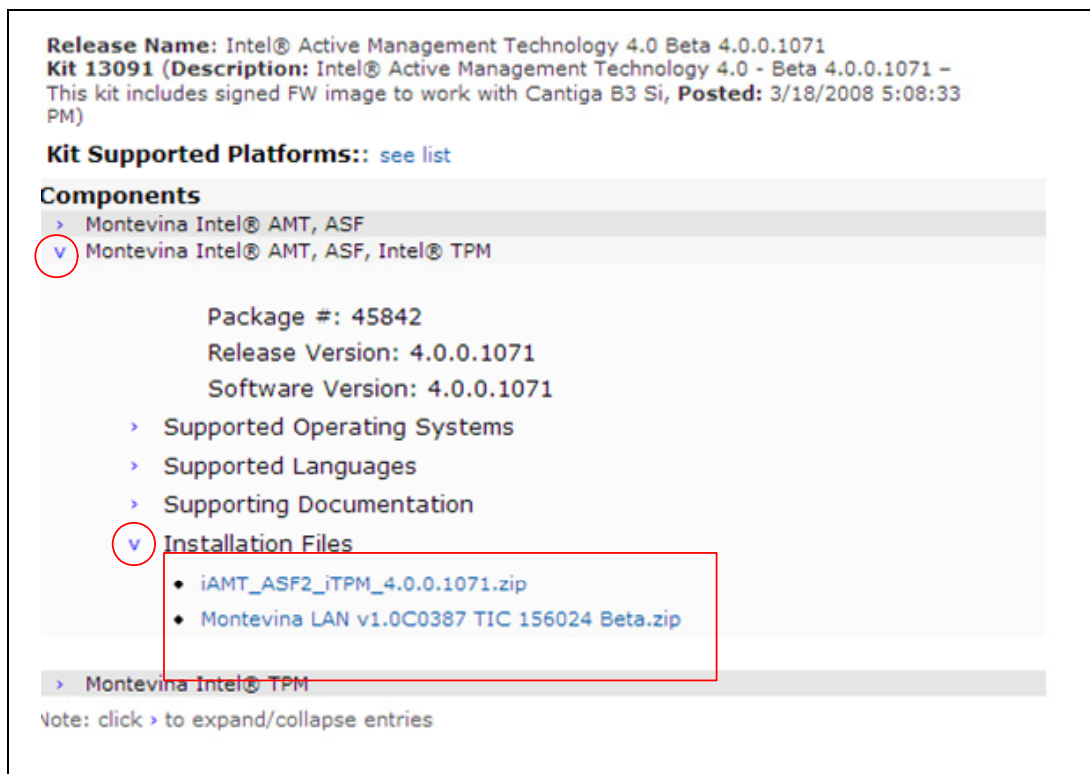 Release Name: Intel® Active Management Technology 4.0 Beta 4.0.0.1071
Kit 13091 (Description: Intel® Active Management Technology 4.0 - Beta 4.0.0.1071 –
This kit includes signed FW image to work with Cantiga B3 Si, Posted: 3/18/2008 5:08:33
PM)
Kit Supported Platforms:: see list
Components
› Montevina Intel® AMT, ASF
v Montevina Intel® AMT, ASF, Intel® TPM
Package #: 45842
Release Version: 4.0.0.1071
Software Version: 4.0.0.1071
› Supported Operating Systems
› Supported Languages
› Supporting Documentation
v Installation Files
• iAMT_ASF2_iTPM_4.0.0.1071.zip
• Montevina LAN v1.0C0387 TIC 156024 Beta.zip
› Montevina Intel® TPM
Note: click › to expand/collapse entries